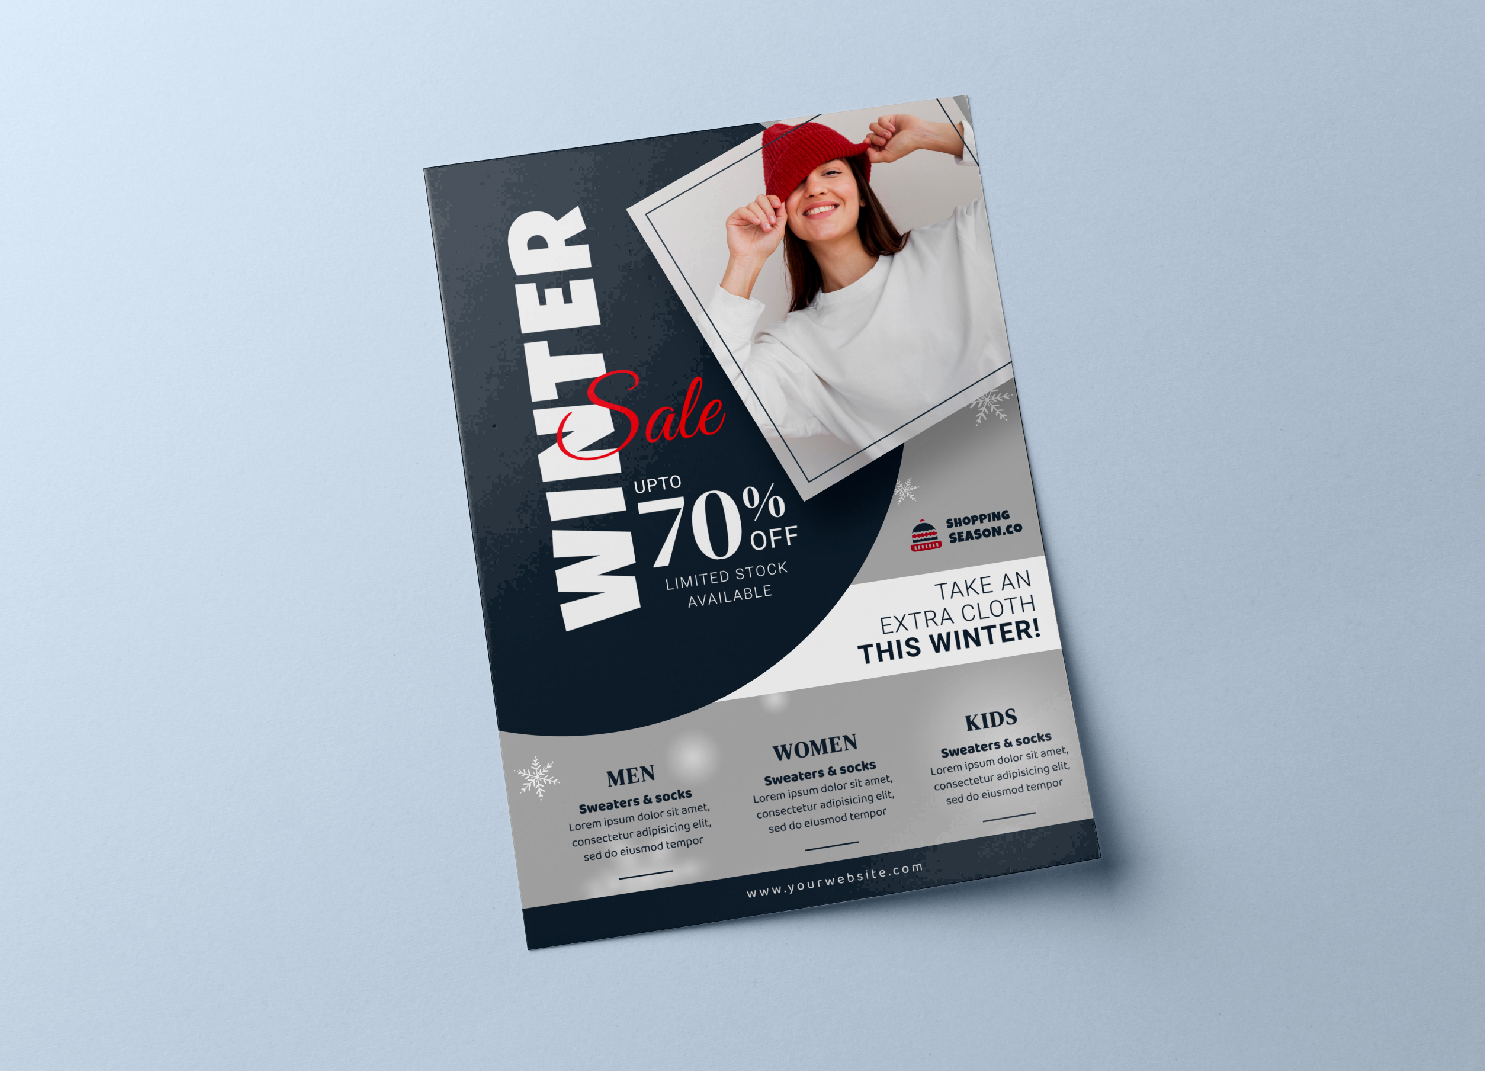 WINTER
Sale
UPTO
70%
OFF
LIMITED STOCK
AVAILABLE
SHOPPING
SEASON.CO
TAKE AN
EXTRA CLOTH
THIS WINTER!
MEN
Sweaters & socks
Lorem ipsum dolor sit amet,
consectetur adipisicing elit,
sed do eiusmod tempor
WOMEN
Sweaters & socks
Lorem ipsum dolor sit amet,
consectetur adipisicing elit,
sed do eiusmod tempor
KIDS
Sweaters & socks
Lorem ipsum dolor sit amet,
consectetur adipisicing elit,
sed do eiusmod tempor
www.yourwebsite.com